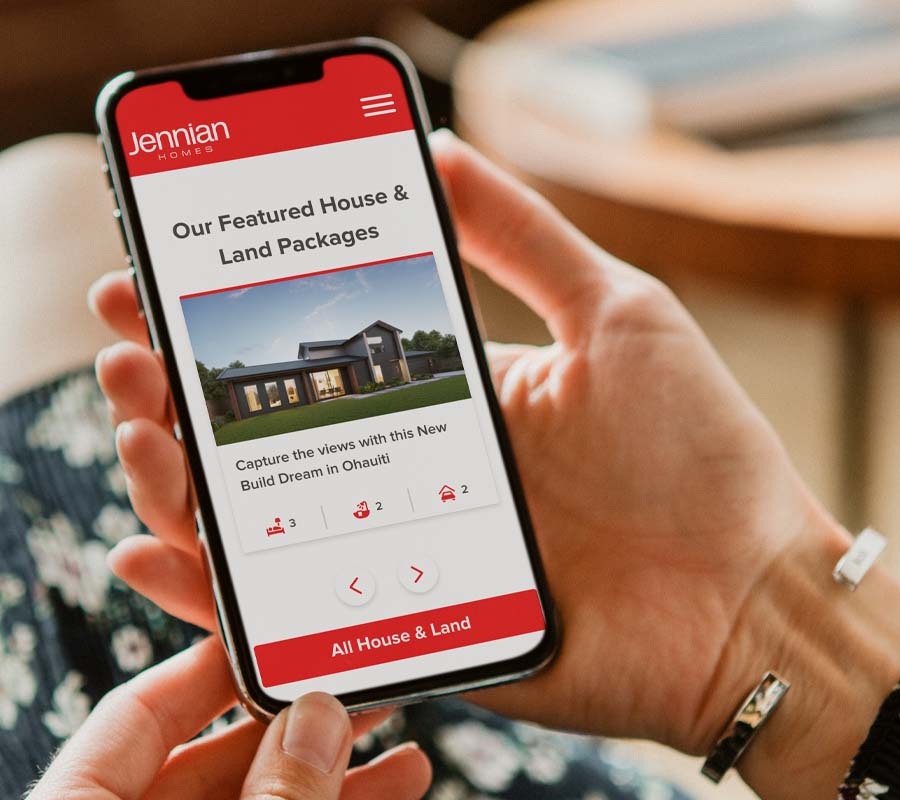 Jennian
HOMES
Our Featured House &
Land Packages
Capture the views with this New
Build Dream in Ohauiti
3 2 2
All House & Land